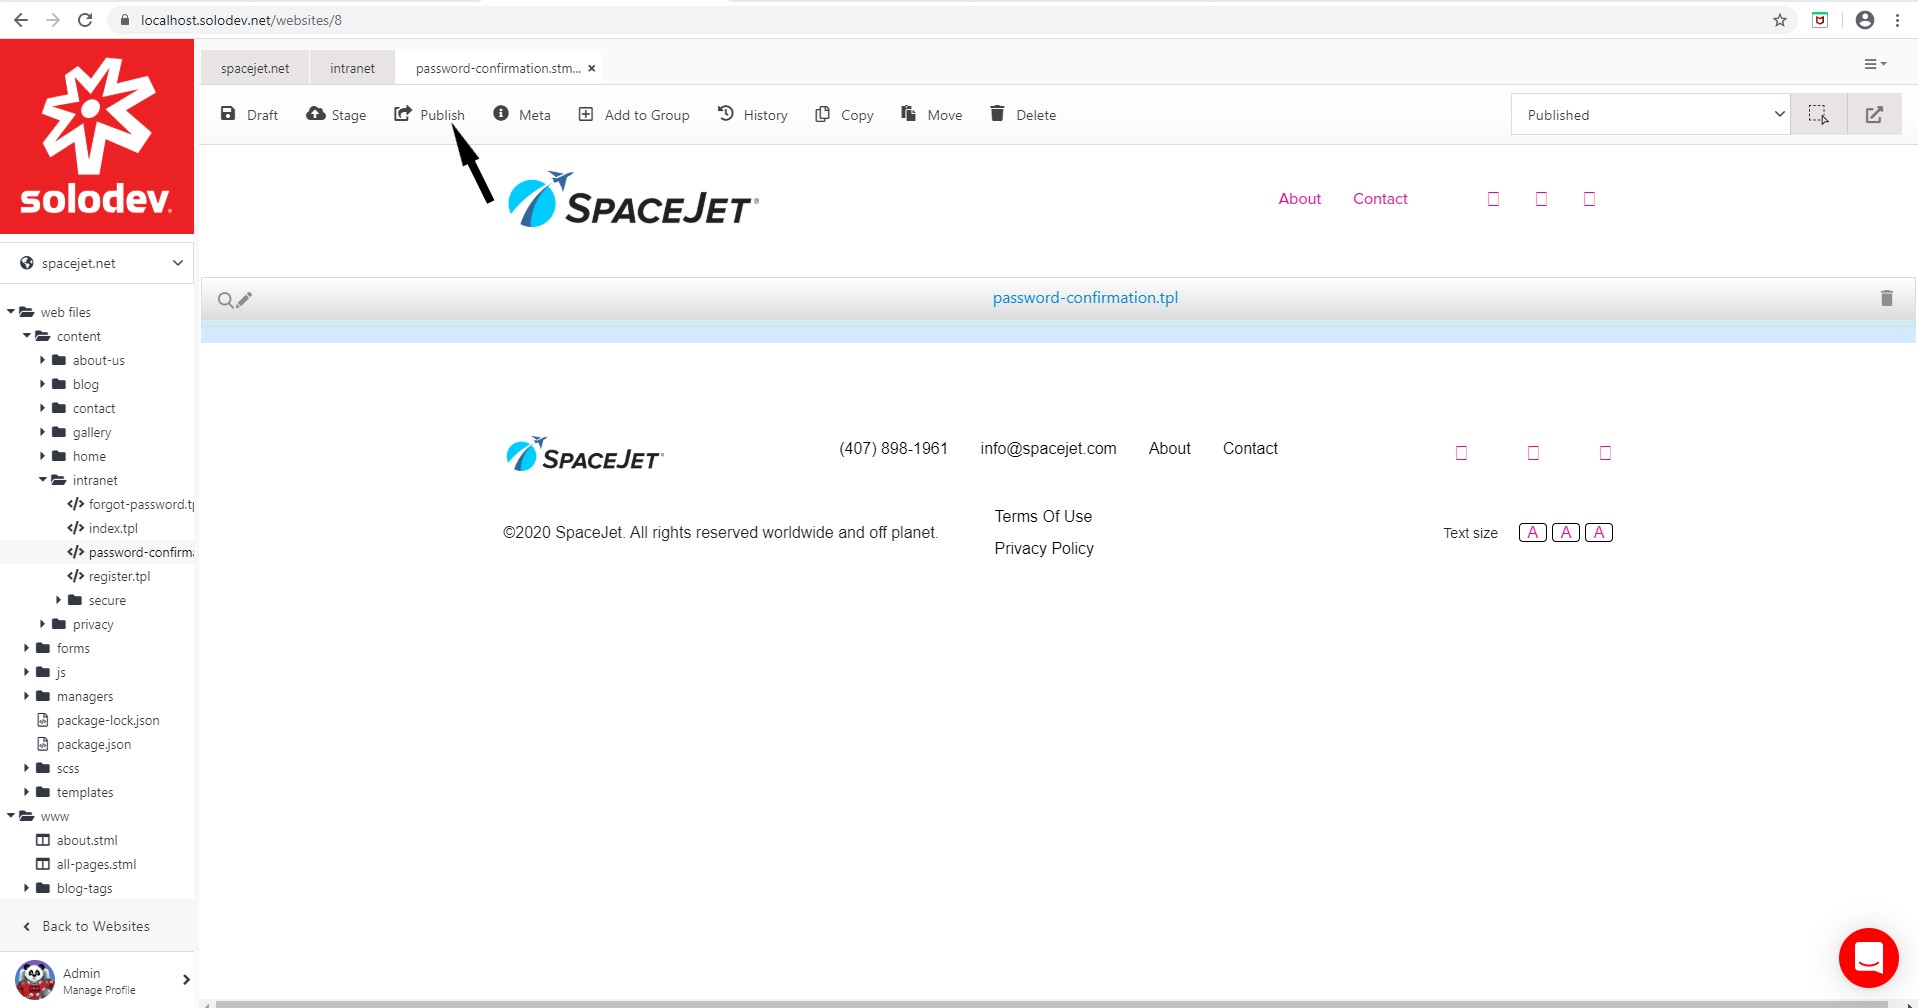 localhost.solodev.net/websites/8
solodev.
spacejet.net
intranet
password-confirmation.stm...
Draft
Stage
Publish
Meta
Add to Group
History
Copy
Move
Delete
Published
SPACEJET®
About
Contact
password-confirmation.tpl
spacejet.net
web files
content
about-us
blog
contact
gallery
home
intranet
forgot-password.tp
index.tpl
password-confirma
register.tpl
secure
privacy
forms
js
managers
package-lock.json
package.json
scss
templates
www
about.stml
all-pages.stml
blog-tags
Back to Websites
Admin
Manage Profile
SPACEJET
(407) 898-1961
info@spacejet.com
About
Contact
©2020 SpaceJet. All rights reserved worldwide and off planet.
Terms Of Use
Privacy Policy
Text size
A A A